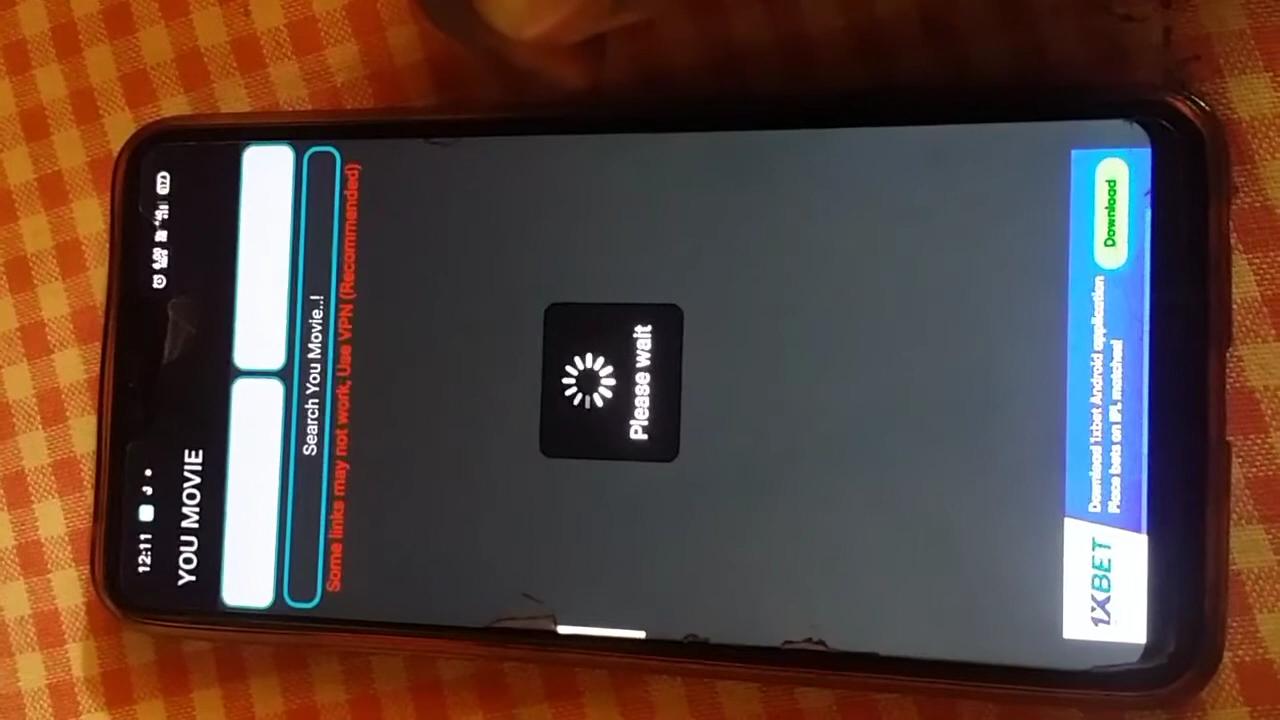 12:11
YOU MOVIE
Search You Movie..!
Some links may not work, Use VPN (Recommended)
Please wait
1XBET
Download 1xbet Android application
Place bets on IPL matches!
Download